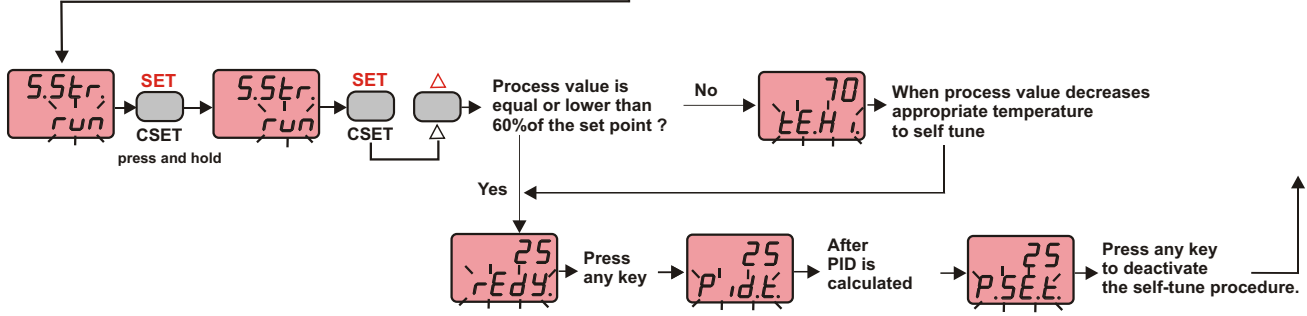 S.Str.
run
SET
CSET
press and hold
S.Str.
run
SET
CSET
△
△
Process value is
equal or lower than
60%of the set point ?
No
70
tE.Hi.
When process value decreases
appropriate temperature
to self tune
Yes
25
rEdy.
Press
any key
25
Pid.t.
After
PID is
calculated
25
P.SEt.
Press any key
to deactivate
the self-tune procedure.